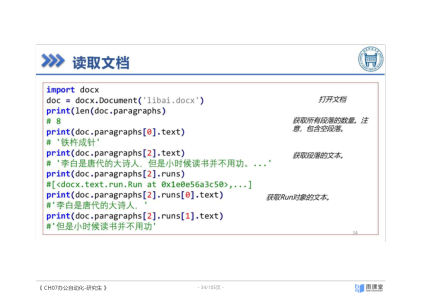 读取文档
import docx
doc = docx.Document('libai.docx')
打开文档
print(len(doc.paragraphs)
获取所有段落的数量。注
意，包含空段落。
# 8
print(doc.paragraphs[0].text)
# '铁杵成针'
print(doc.paragraphs[2].text)
获取段落的文本。
# '李白是唐代的大诗人，但是小时候读书并不用功。...'
print(doc.paragraphs[2].runs)
#[<docx.text.run.Run at 0x1e0e56a3c50>,...]
print(doc.paragraphs[2].runs[0].text)
获取Run对象的文本。
#'李白是唐代的大诗人，'
print(doc.paragraphs[2].runs[1].text)
#'但是小时候读书并不用功'
《 CH07办公自动化-研究生 》
雨课堂